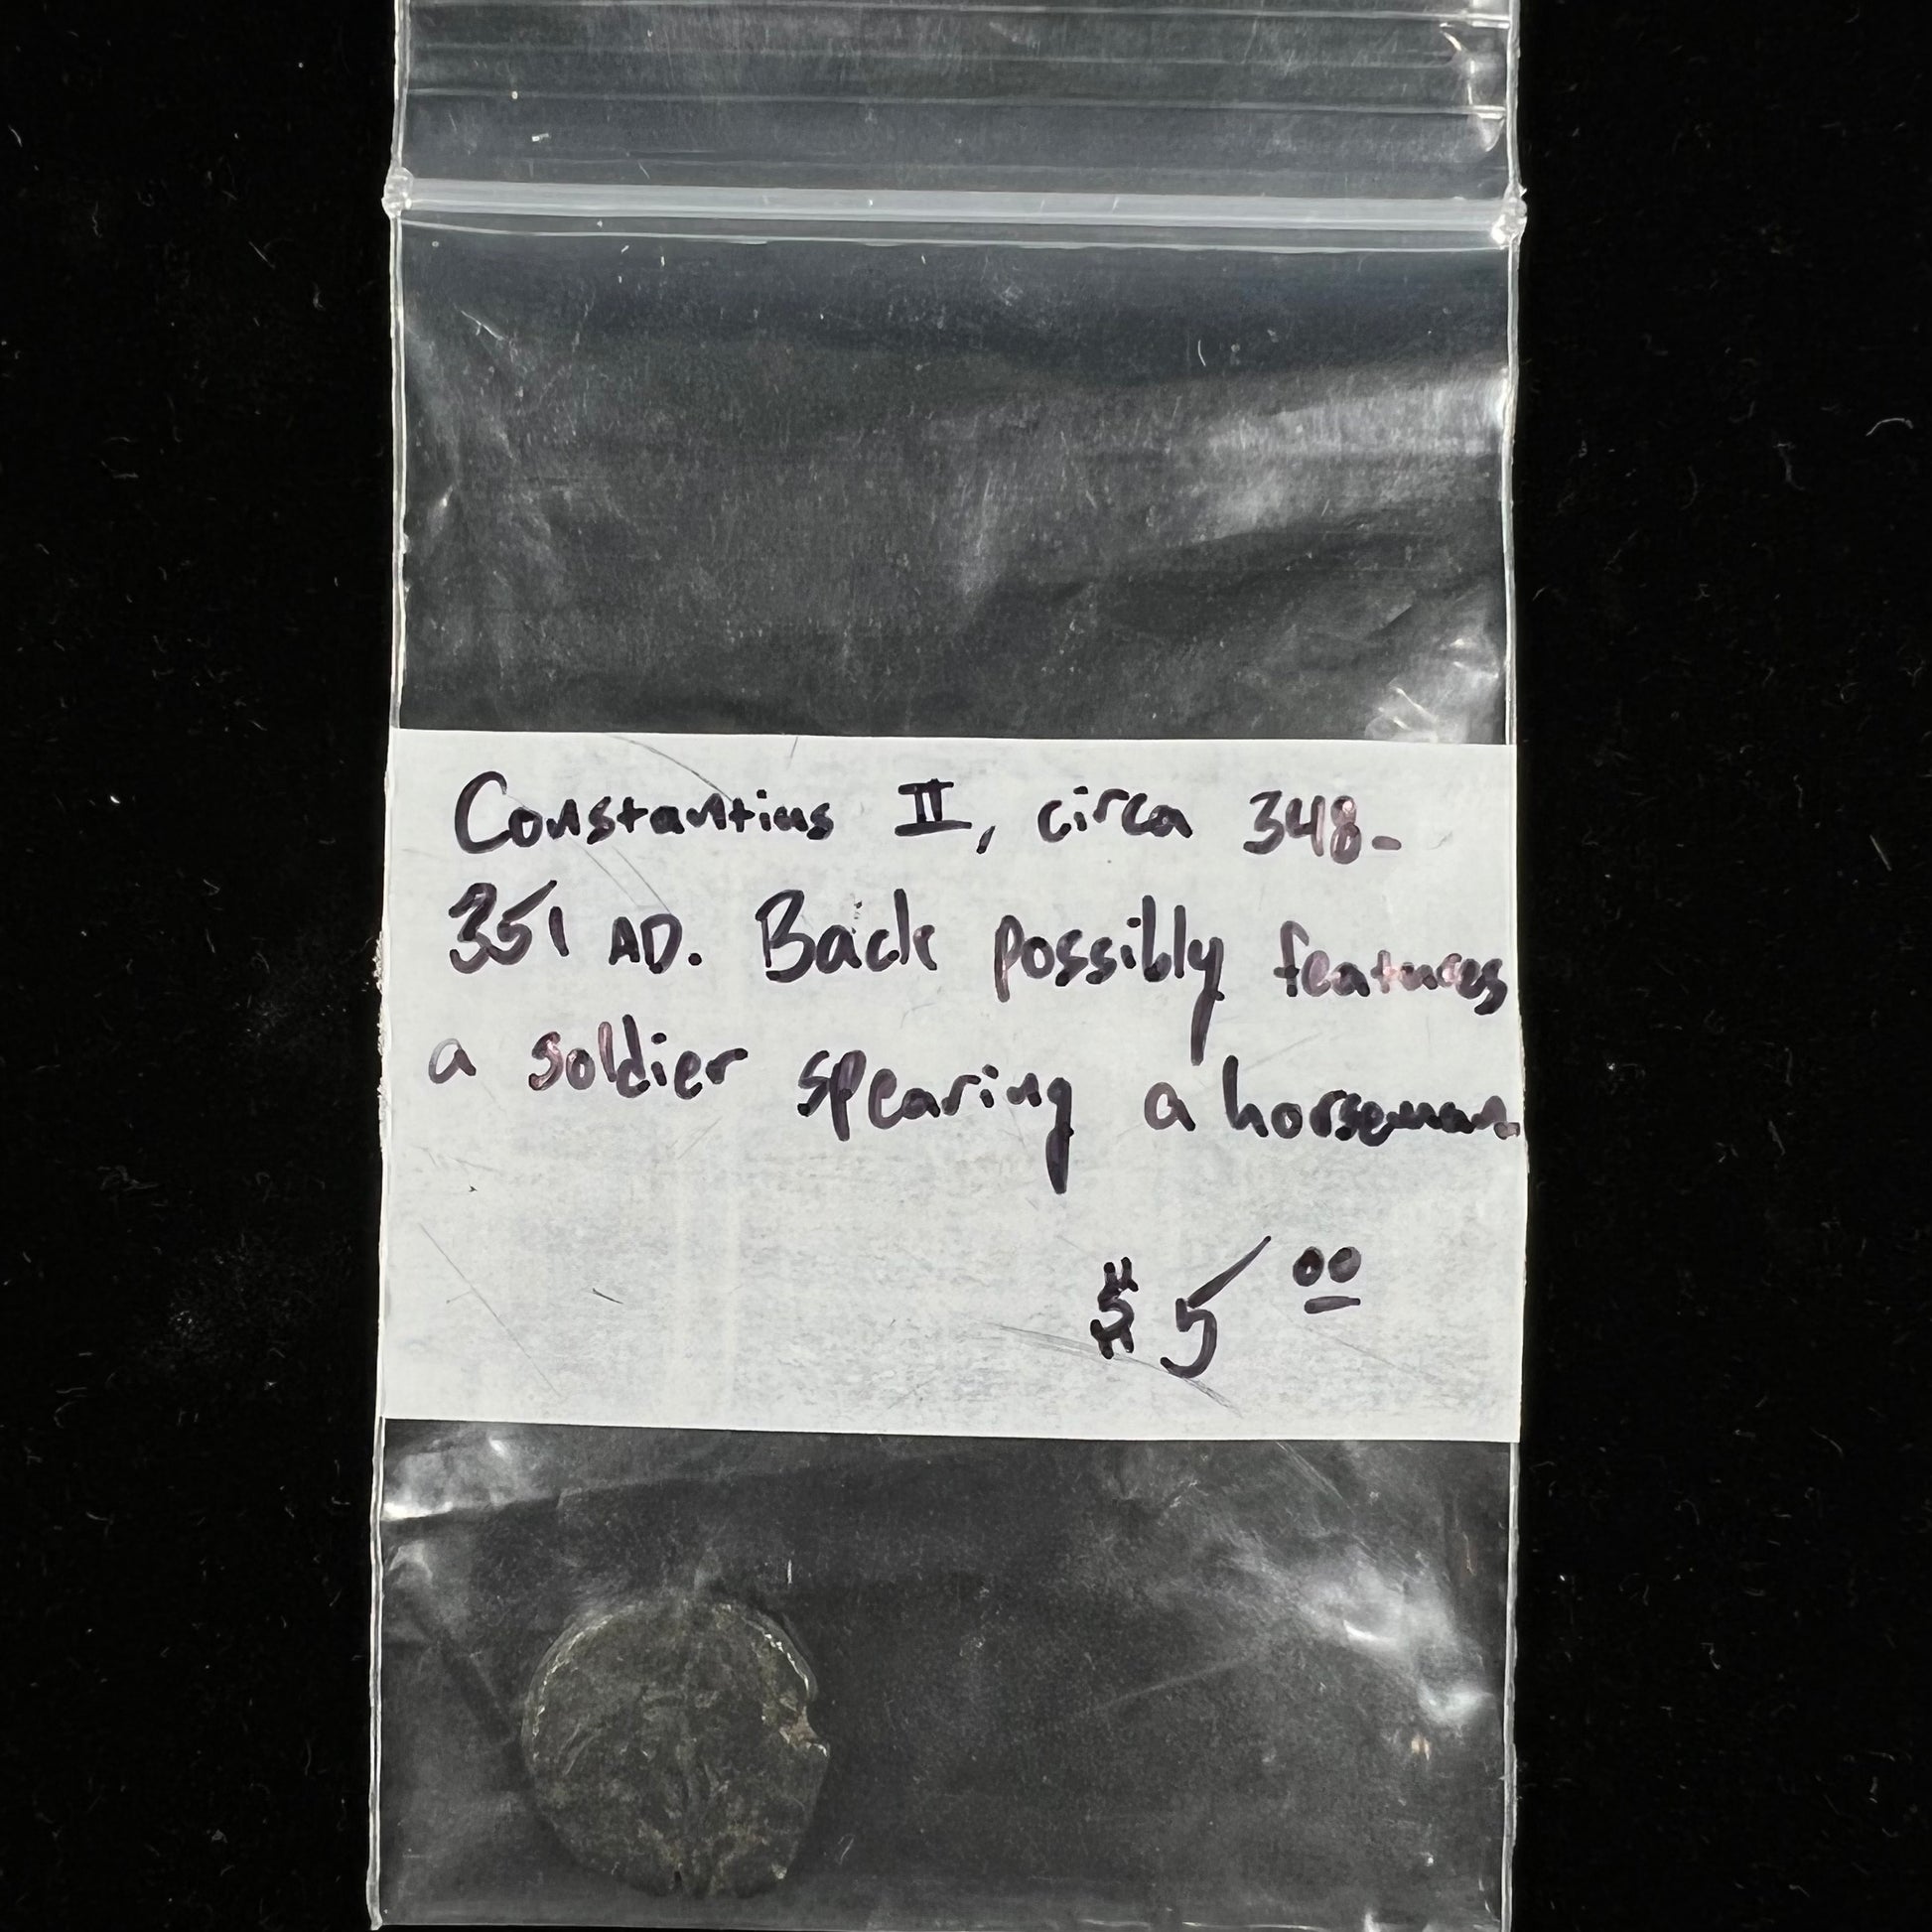 Constantius II, circa 348-
351 AD. Back possibly features
a soldier spearing a horseman.
$5 00